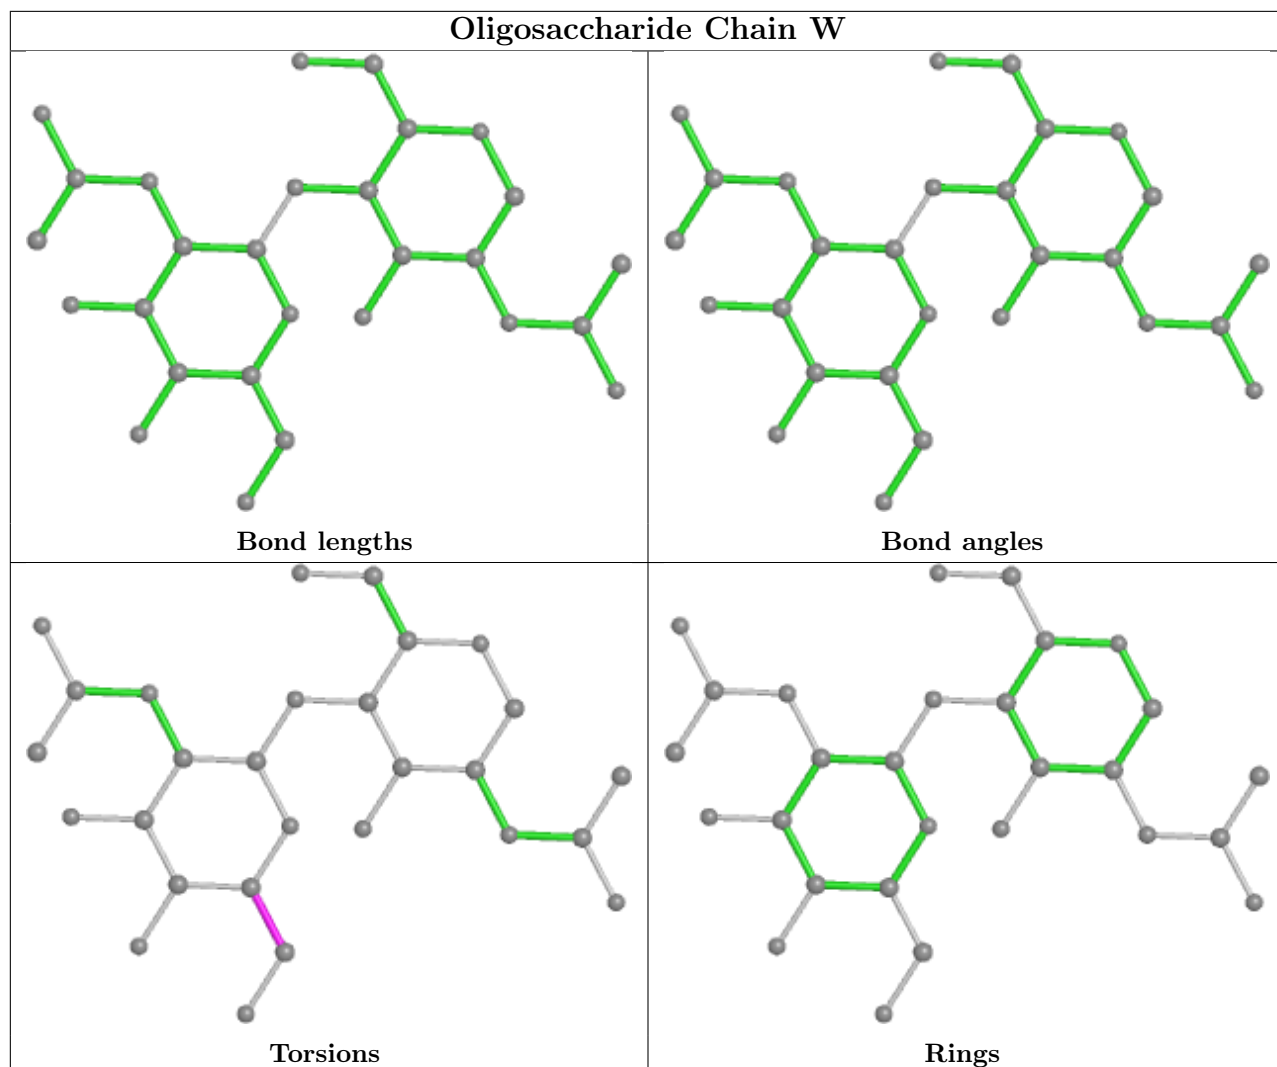 Oligosaccharide Chain W
Bond lengths
Bond angles
Torsions
Rings